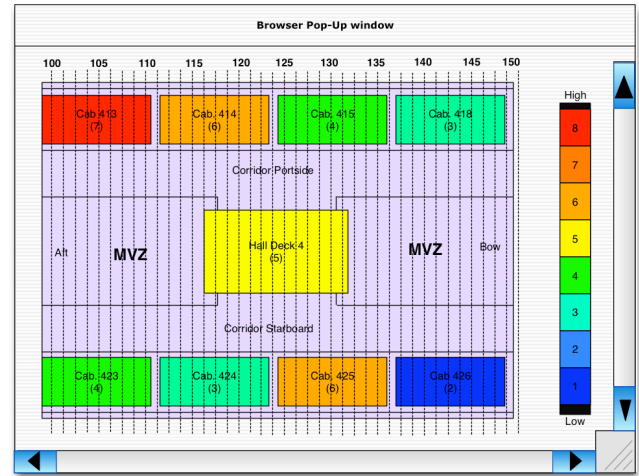 Browser Pop-Up window
100 105 110 115 120 125 130 135 140 145 150
High
Cab. 413
(7)
Cab. 414
(6)
Cab. 415
(4)
Cab. 418
(3)
8
7
6
5
4
3
2
1
Low
Corridor Portside
Aft
MVZ
Hall Deck 4
(5)
MVZ
Bow
Corridor Starboard
Cab. 423
(4)
Cab. 424
(3)
Cab. 425
(6)
Cab 426
(2)